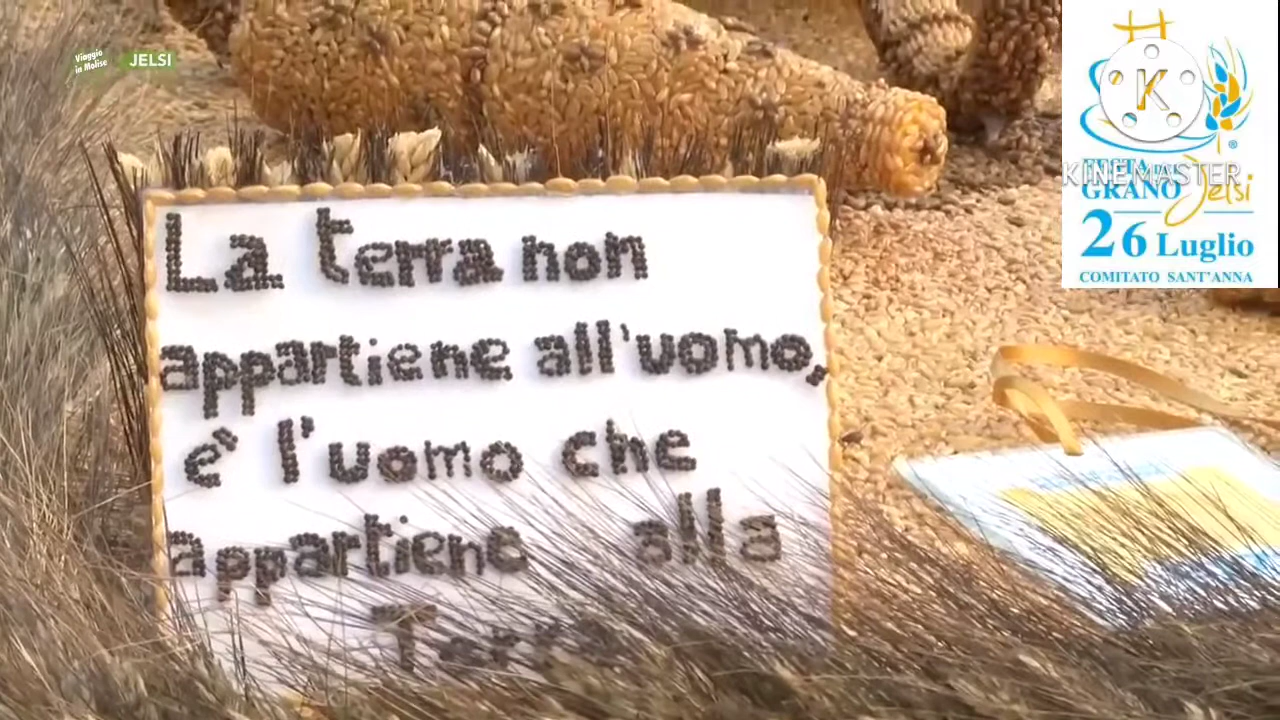 Viaggio
in Molise
JELSI
La terra non
appartiene all'uomo,
è l'uomo che
appartiene alla
K
KINEMASTER
GRANO Jelsi
26 Luglio
COMITATO SANT'ANNA